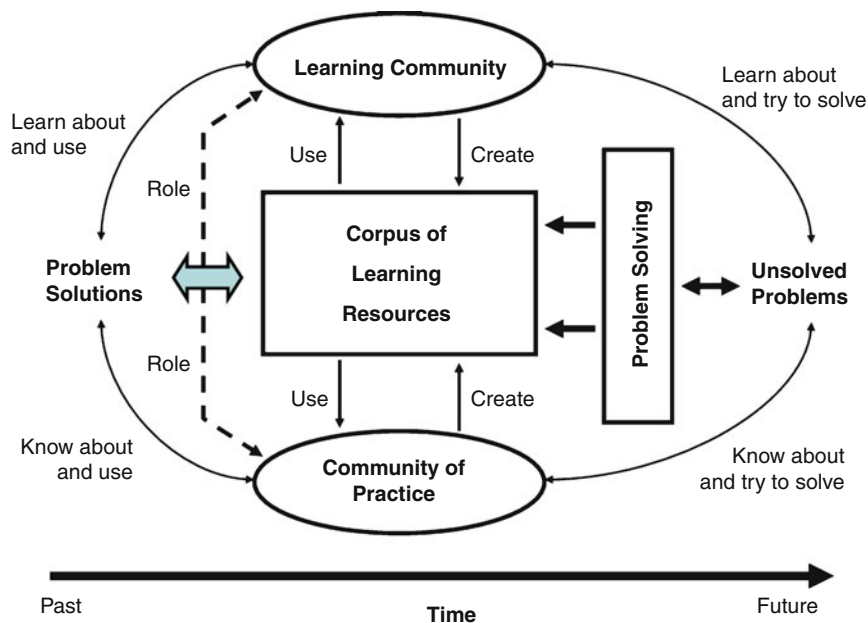 Learning Community
Learn about
and try to solve
Learn about
and use
Use
Create
Role
Corpus of
Learning
Resources
Problem Solving
Problem
Solutions
Unsolved
Problems
Role
Use
Create
Know about
and use
Community of
Practice
Know about
and try to solve
Past
Time
Future